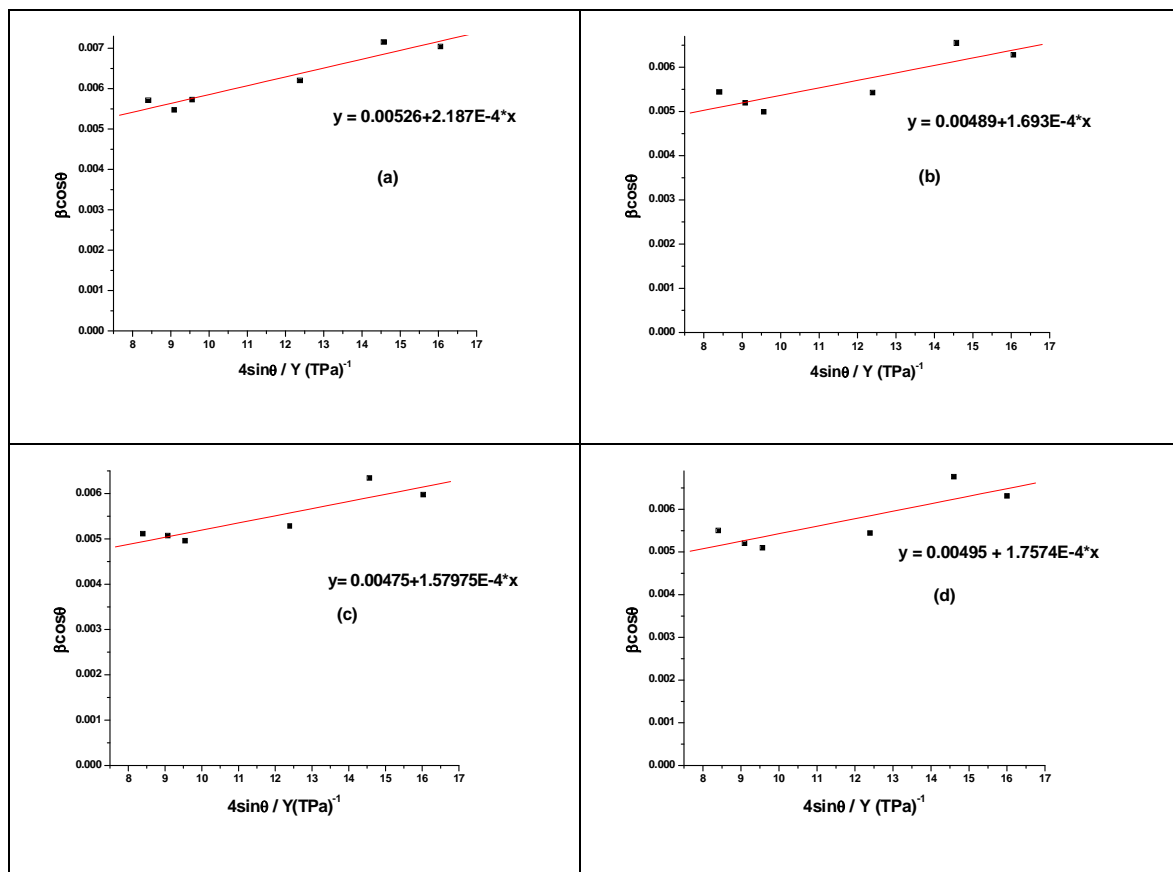 0.007
0.006
0.005
0.004
0.003
0.002
0.001
0.000
βcosθ
y = 0.00526+2.187E-4*x
(a)
8 9 10 11 12 13 14 15 16 17
4sinθ / Y (TPa)⁻¹
0.006
0.005
0.004
0.003
0.002
0.001
0.000
βcosθ
y = 0.00489+1.693E-4*x
(b)
8 9 10 11 12 13 14 15 16 17
4sinθ / Y (TPa)⁻¹
0.006
0.005
0.004
0.003
0.002
0.001
0.000
βcosθ
y= 0.00475+1.57975E-4*x
(c)
8 9 10 11 12 13 14 15 16 17
4sinθ / Y(TPa)⁻¹
0.006
0.005
0.004
0.003
0.002
0.001
0.000
βcosθ
y = 0.00495 + 1.7574E-4*x
(d)
8 9 10 11 12 13 14 15 16 17
4sinθ / Y (TPa)⁻¹